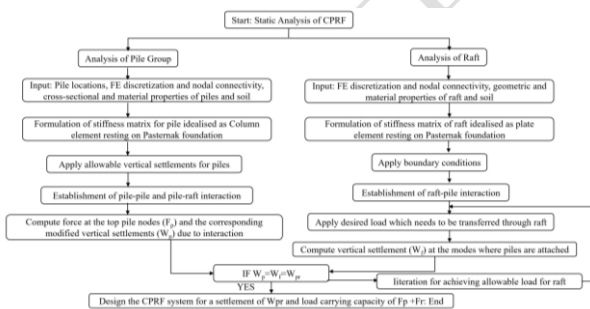 Start: Static Analysis of CPRF
Analysis of Pile Group
Input: Pile locations, FE discretization and nodal connectivity,
cross-sectional and material properties of piles and soil
Formulation of stiffness matrix for pile idealised as Column
element resting on Pasternak foundation
Apply allowable vertical settlements for piles
Establishment of pile-pile and pile-raft interaction
Compute force at the top pile nodes (Fp) and the corresponding
modified vertical settlements (Wp) due to interaction
Analysis of Raft
Input: FE discretization and nodal connectivity, geometric and
material properties of raft and soil
Formulation of stiffness matrix of raft idealised as plate
element resting on Pasternak foundation
Apply boundary conditions
Establishment of raft-pile interaction
Apply desired load which needs to be transferred through raft
Compute vertical settlement (Wr) at the modes where piles are attached
IF Wp=Wr=Wpr
YES
Iiteration for achieving allowable load for raft
Design the CPRF system for a settlement of Wpr and load carrying capacity of Fp +Fr: End